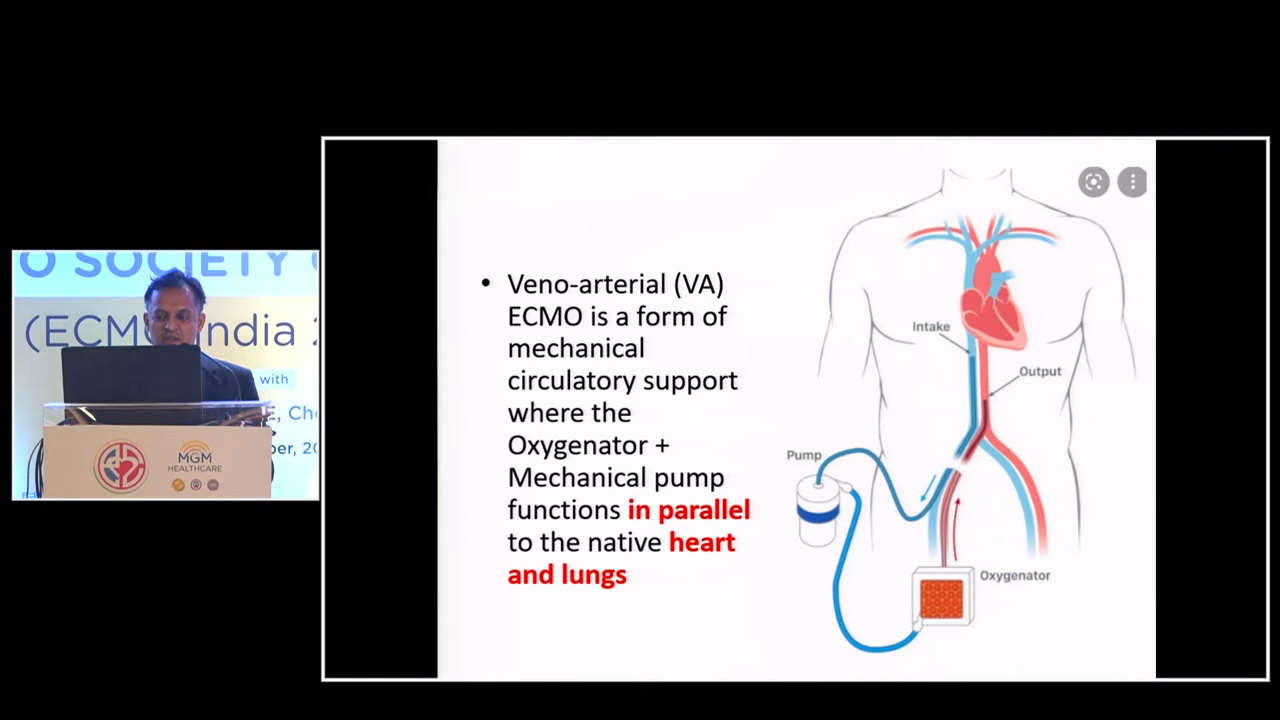 O SOCIETY
(ECMO India 2
with
E, Che
ber, 20
MGM
HEALTHCARE
• Veno-arterial (VA)
ECMO is a form of
mechanical
circulatory support
where the
Oxygenator +
Mechanical pump
functions in parallel
to the native heart
and lungs
Intake
Output
Pump
Oxygenator